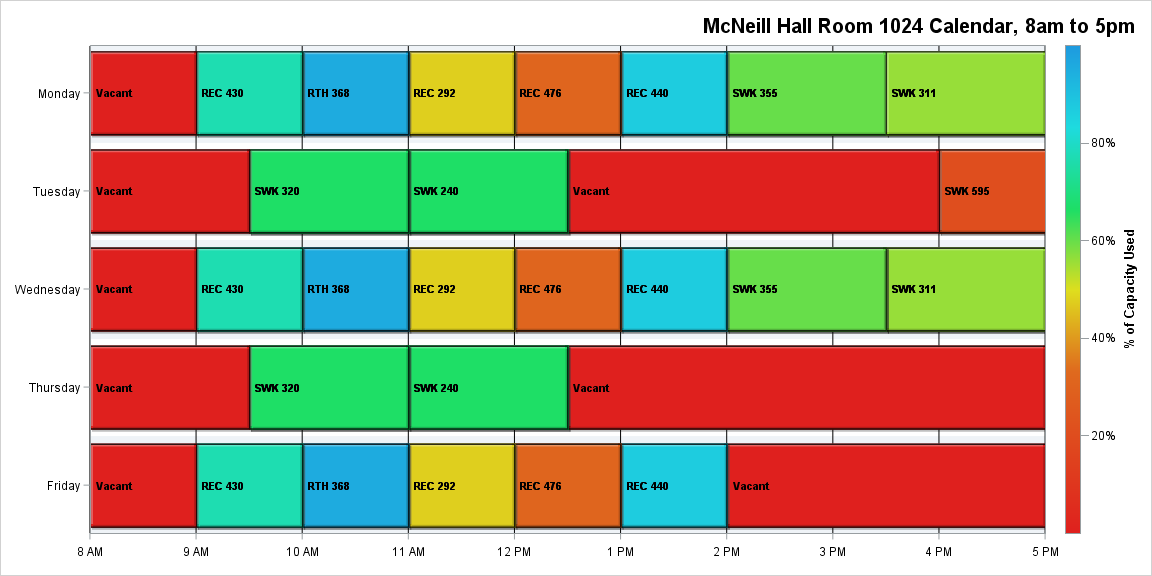 McNeill Hall Room 1024 Calendar, 8am to 5pm
Monday
Vacant
REC 430
RTH 368
REC 292
REC 476
REC 440
SWK 355
SWK 311
Tuesday
Vacant
SWK 320
SWK 240
Vacant
SWK 595
Wednesday
Vacant
REC 430
RTH 368
REC 292
REC 476
REC 440
SWK 355
SWK 311
Thursday
Vacant
SWK 320
SWK 240
Vacant
Friday
Vacant
REC 430
RTH 368
REC 292
REC 476
REC 440
Vacant
8 AM
9 AM
10 AM
11 AM
12 PM
1 PM
2 PM
3 PM
4 PM
5 PM
80%
60%
40%
20%
% of Capacity Used